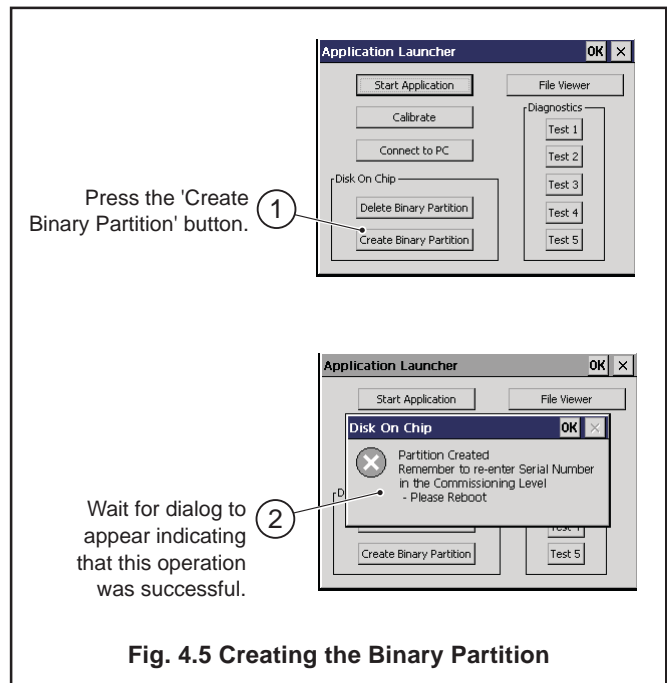 Application Launcher OK ×
Start Application File Viewer
Diagnostics
Calibrate
Test 1
Connect to PC
Test 2
Disk On Chip
Test 3
Press the 'Create
Binary Partition' button.
1
Delete Binary Partition
Test 4
Create Binary Partition
Test 5
Application Launcher OK ×
Start Application File Viewer
Disk On Chip OK ×
Partition Created
Remember to re-enter Serial Number
in the Commissioning Level
- Please Reboot
D
Wait for dialog to
appear indicating
that this operation
was successful.
2
Test 4
Create Binary Partition Test 5
Fig. 4.5 Creating the Binary Partition